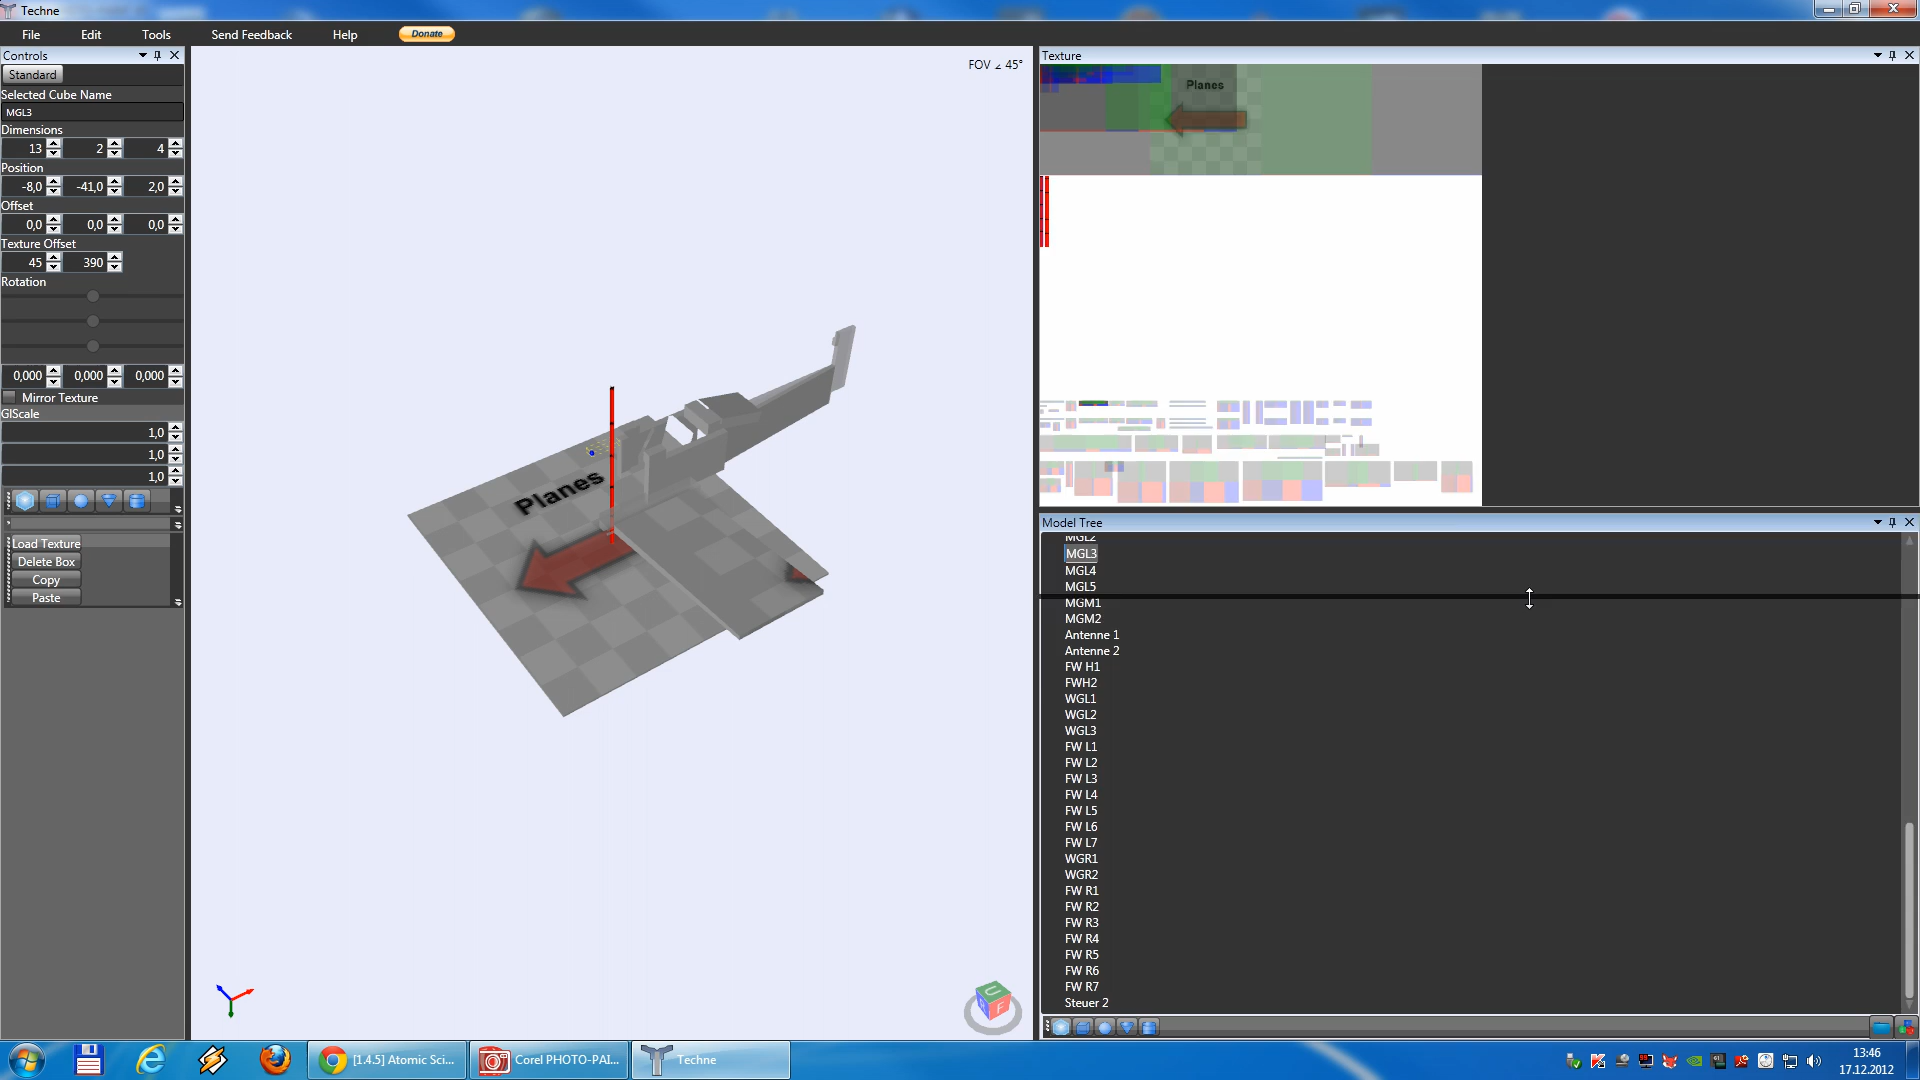 Techne
File Edit Tools Send Feedback Help Donate
Controls
Standard
Selected Cube Name
MGL3
Dimensions
13 2 4
Position
-8,0 -41,0 2,0
Offset
0,0 0,0 0,0
Texture Offset
45 390
Rotation
0,000 0,000 0,000
Mirror Texture
GlScale
1,0
1,0
1,0
Load Texture
Delete Box
Copy
Paste
FOV ∠ 45°
Planes
Texture
Planes
Model Tree
MGL2
MGL3
MGL4
MGL5
MGM1
MGM2
Antenne 1
Antenne 2
FW H1
FWH2
WGL1
WGL2
WGL3
FW L1
FW L2
FW L3
FW L4
FW L5
FW L6
FW L7
WGR1
WGR2
FW R1
FW R2
FW R3
FW R4
FW R5
FW R6
FW R7
Steuer 2
U
F
[1.4.5] Atomic Sci...
Corel PHOTO-PAI...
Techne
13:46
17.12.2012